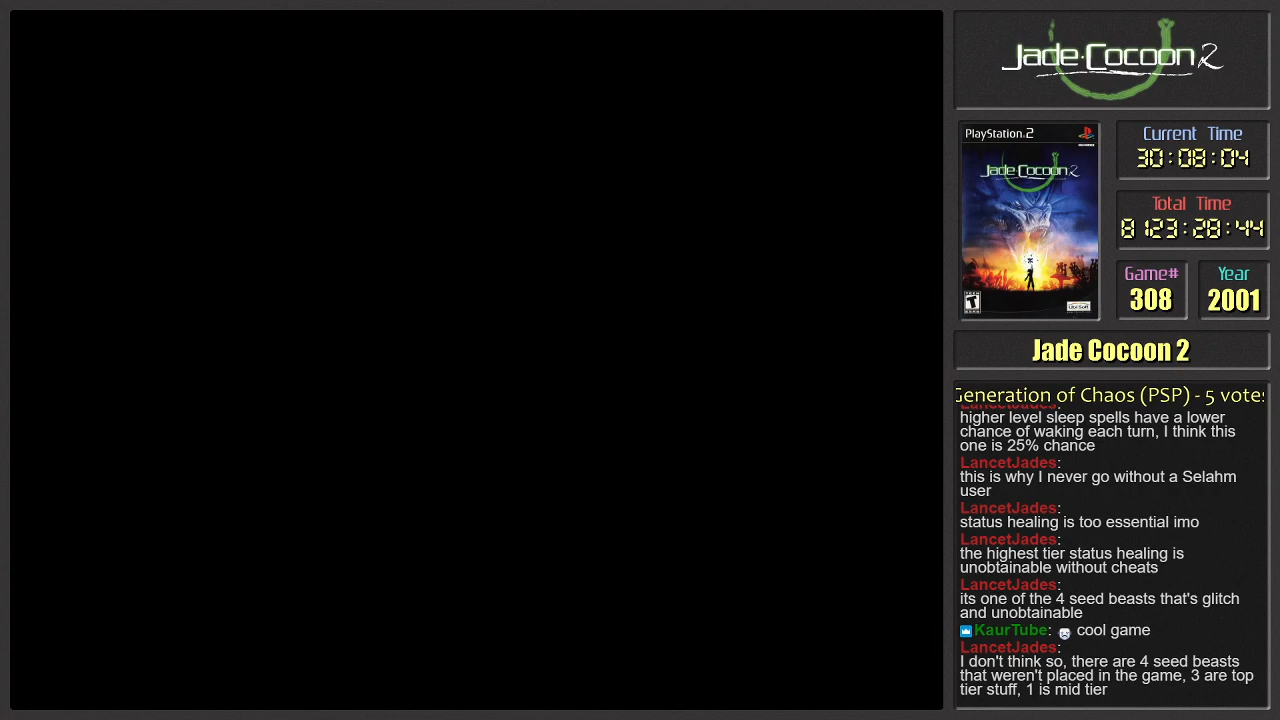 Jade·Cocoon 2
PlayStation.2
Jade·Cocoon 2
TEEN
T
Ubi Soft
Current Time
30:08:04
Total Time
8123:28:44
Game#
308
Year
2001
Jade Cocoon 2
Generation of Chaos (PSP) - 5 votes
LancetJades:
higher level sleep spells have a lower
chance of waking each turn, I think this
one is 25% chance
LancetJades:
this is why I never go without a Selahm
user
LancetJades:
status healing is too essential imo
LancetJades:
the highest tier status healing is
unobtainable without cheats
LancetJades:
its one of the 4 seed beasts that's glitch
and unobtainable
KaurTube: cool game
LancetJades:
I don't think so, there are 4 seed beasts
that weren't placed in the game, 3 are top
tier stuff, 1 is mid tier